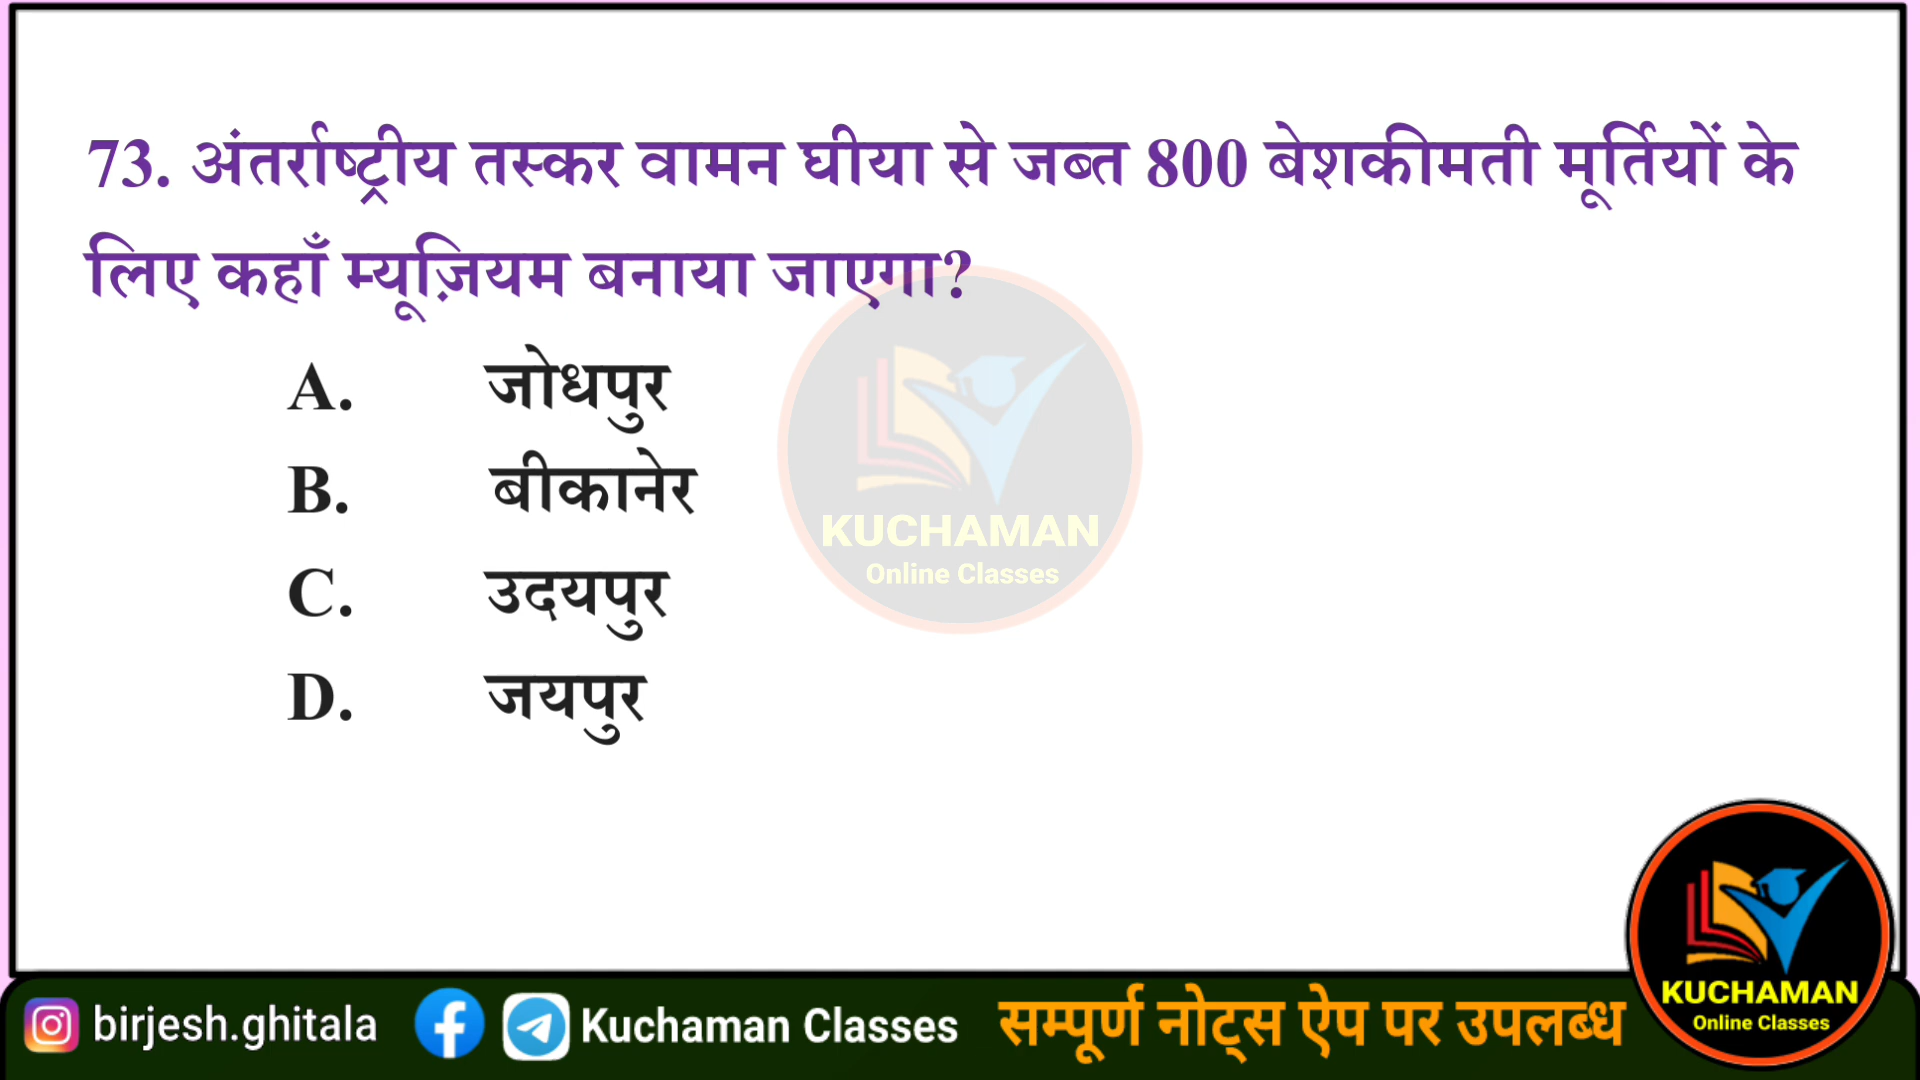 73. अंतर्राष्ट्रीय तस्कर वामन घीया से जब्त 800 बेशकीमती मूर्तियों के
लिए कहाँ म्यूज़ियम बनाया जाएगा?
A. जोधपुर
B. बीकानेर
C. उदयपुर
D. जयपुर
KUCHAMAN
Online Classes
birjesh.ghitala
Kuchaman Classes
सम्पूर्ण नोट्स ऐप पर उपलब्ध
KUCHAMAN
Online Classes